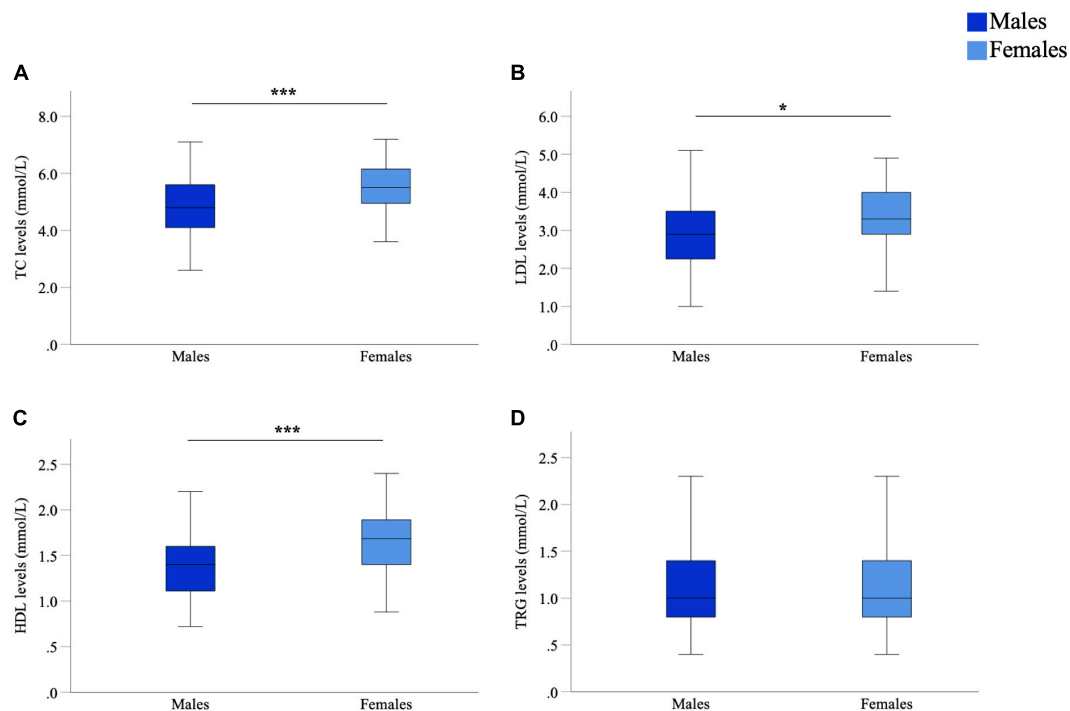 Males
Females
A
***
TC levels (mmol/L)
8.0
6.0
4.0
2.0
.0
Males Females
B
*
LDL levels (mmol/L)
6.0
5.0
4.0
3.0
2.0
1.0
.0
Males Females
C
***
HDL levels (mmol/L)
2.5
2.0
1.5
1.0
.5
.0
Males Females
D
TRG levels (mmol/L)
2.5
2.0
1.5
1.0
.5
.0
Males Females